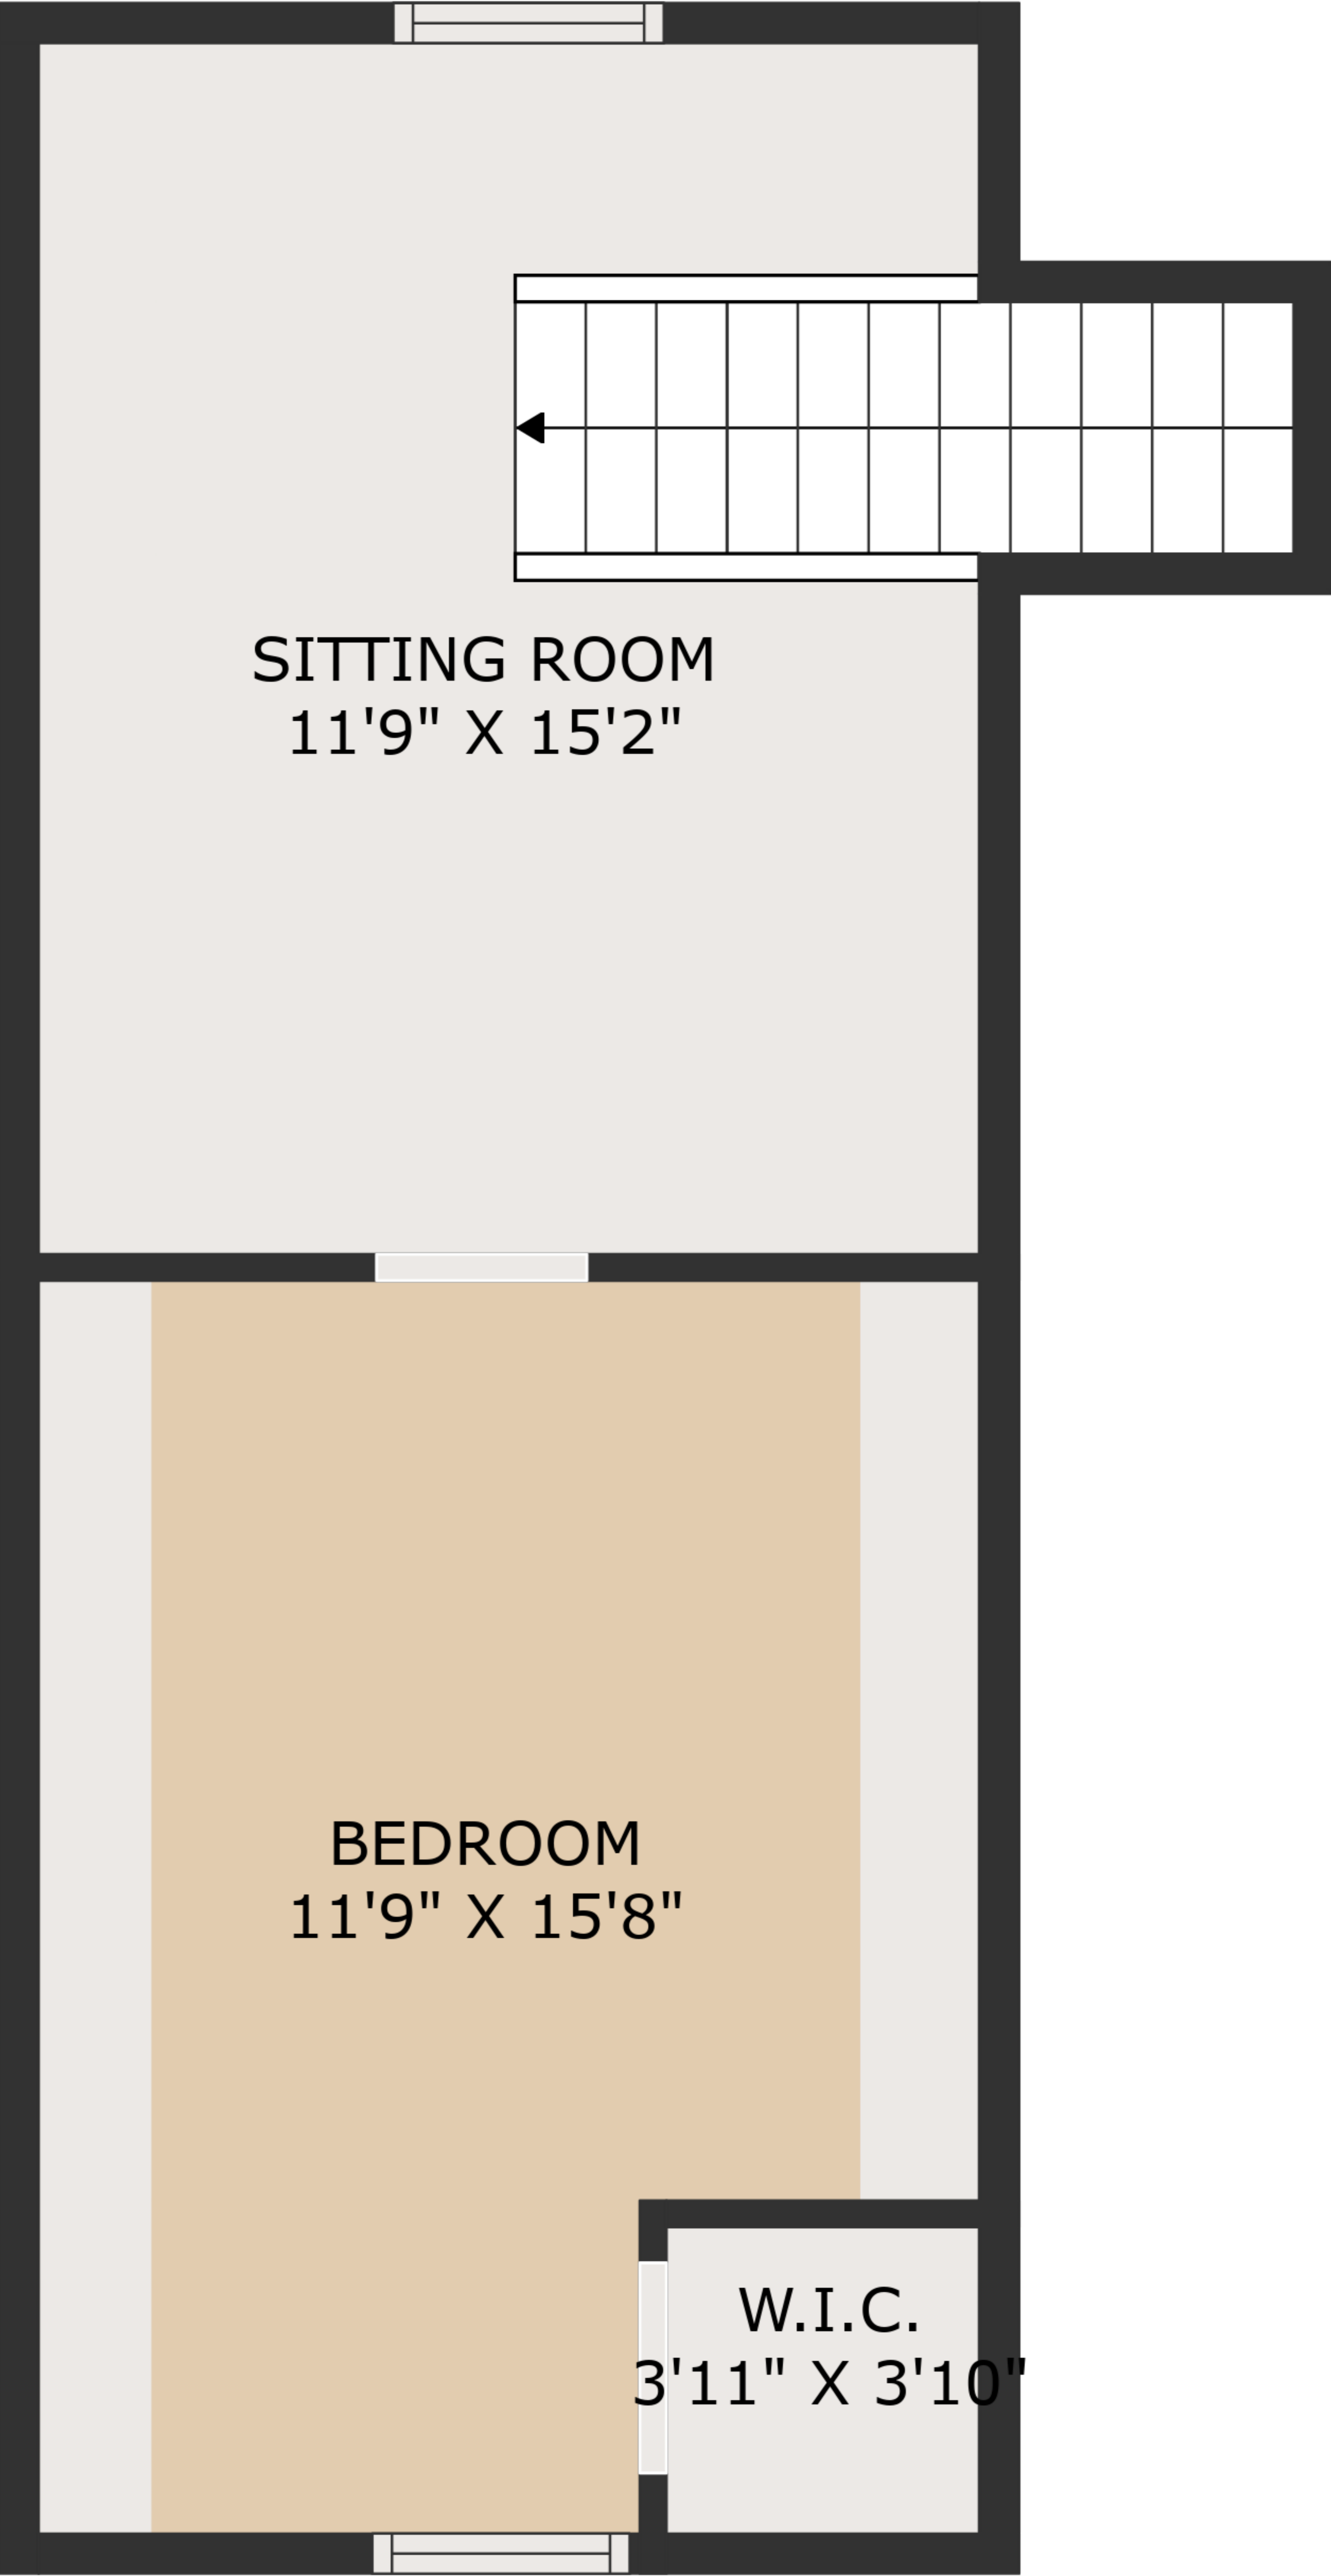 SITTING ROOM
11'9" X 15'2"
BEDROOM
11'9" X 15'8"
W.I.C.
3'11" X 3'10"